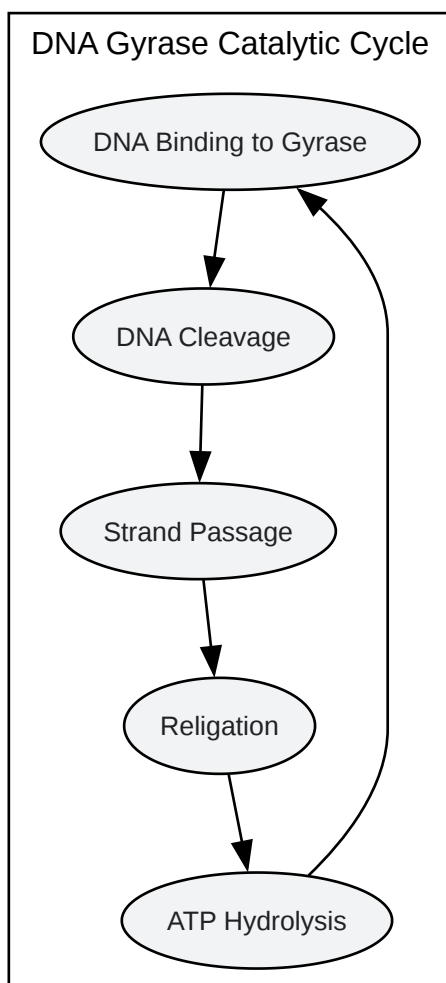 DNA Gyrase Catalytic Cycle
DNA Binding to Gyrase
DNA Cleavage
Strand Passage
Religation
ATP Hydrolysis